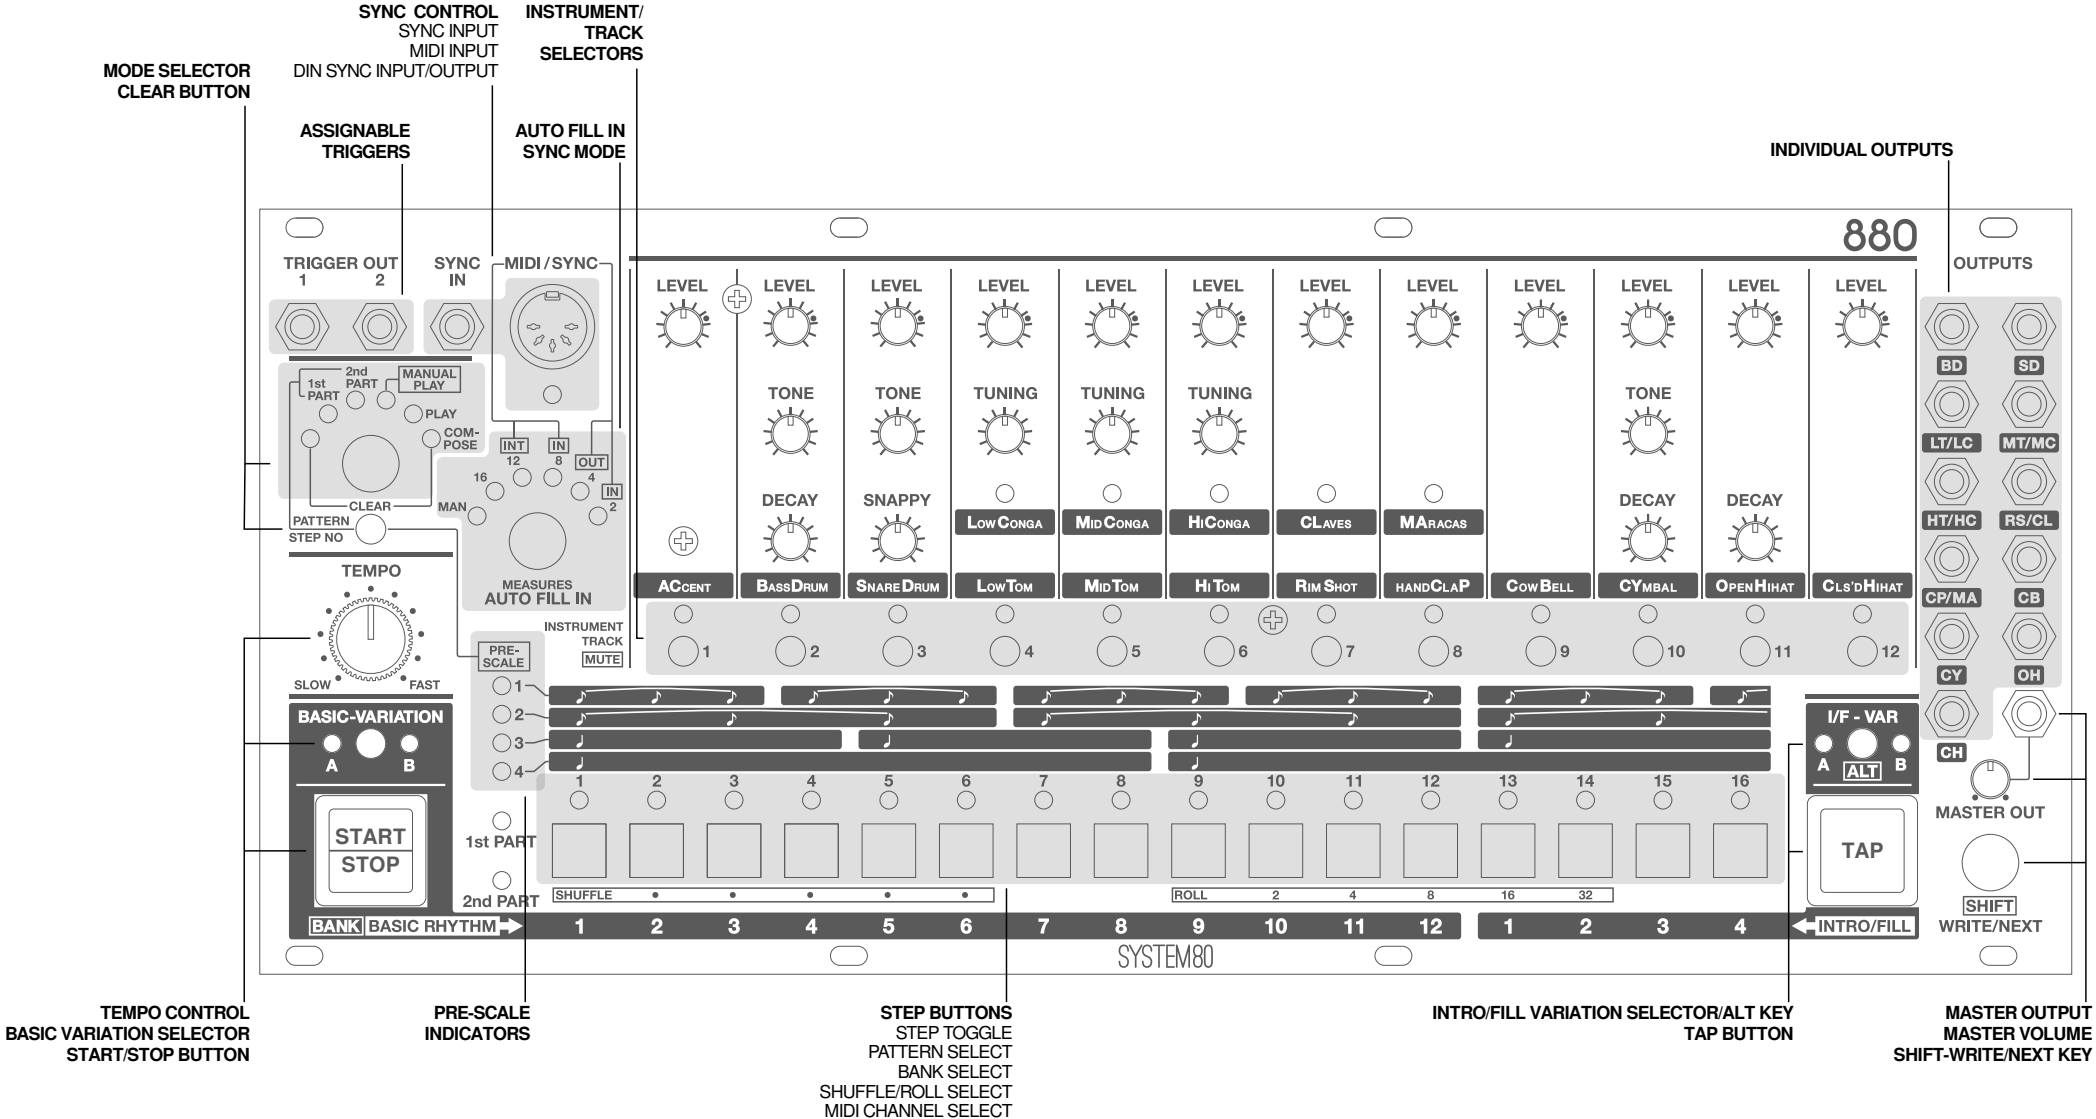 SYNC CONTROL
SYNC INPUT
MIDI INPUT
DIN SYNC INPUT/OUTPUT
INSTRUMENT/
TRACK
SELECTORS
MODE SELECTOR
CLEAR BUTTON
ASSIGNABLE
TRIGGERS
AUTO FILL IN
SYNC MODE
INDIVIDUAL OUTPUTS
880
TRIGGER OUT
1 2
SYNC
IN
MIDI/SYNC
OUTPUTS
LEVEL LEVEL LEVEL LEVEL LEVEL LEVEL LEVEL LEVEL LEVEL LEVEL LEVEL LEVEL
BD SD
2nd
PART
1st
PART
MANUAL
PLAY
PLAY
COM-
POSE
TONE TONE TUNING TUNING TUNING TONE
LT/LC MT/MC
INT IN OUT IN
MAN 16 12 8 4 2
CLEAR
PATTERN
STEP NO
DECAY SNAPPY DECAY DECAY
LOW CONGA MID CONGA HI CONGA CLAVES MARACAS
HT/HC RS/CL
TEMPO
SLOW FAST
MEASURES
AUTO FILL IN
ACCENT BASSDRUM SNAREDRUM LOWTOM MIDTOM HITOM RIMSHOT HANDCLAP COWBELL CYMBAL OPENHIHAT CLS'DHIHAT
CP/MA CB
INSTRUMENT
TRACK
MUTE
1 2 3 4 5 6 7 8 9 10 11 12
CY OH
PRE-
SCALE
1
2
3
4
BASIC-VARIATION
A B
I/F - VAR
A ALT B
CH
1 2 3 4 5 6 7 8 9 10 11 12 13 14 15 16
MASTER OUT
START
STOP
1st PART
2nd PART
TAP
SHUFFLE • • • • •
ROLL 2 4 8 16 32
SHIFT
WRITE/NEXT
BANK BASIC RHYTHM
1 2 3 4 5 6 7 8 9 10 11 12 1 2 3 4
INTRO/FILL
SYSTEM80
TEMPO CONTROL
BASIC VARIATION SELECTOR
START/STOP BUTTON
PRE-SCALE
INDICATORS
STEP BUTTONS
STEP TOGGLE
PATTERN SELECT
BANK SELECT
SHUFFLE/ROLL SELECT
MIDI CHANNEL SELECT
INTRO/FILL VARIATION SELECTOR/ALT KEY
TAP BUTTON
MASTER OUTPUT
MASTER VOLUME
SHIFT-WRITE/NEXT KEY